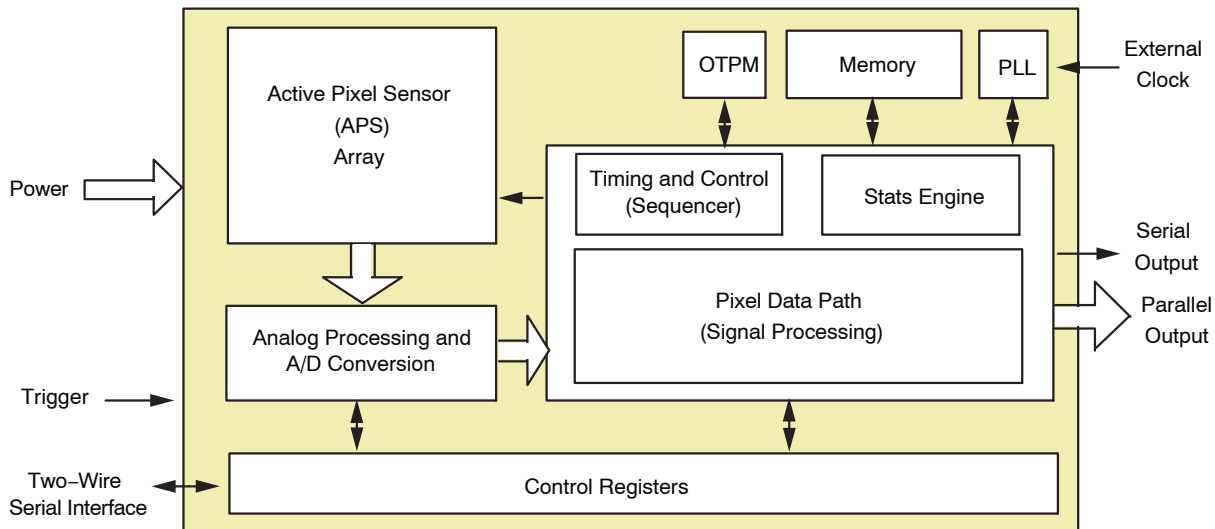 Active Pixel Sensor
(APS)
Array
OTPM
Memory
PLL
External
Clock
Power
Timing and Control
(Sequencer)
Stats Engine
Serial
Output
Pixel Data Path
(Signal Processing)
Parallel
Output
Analog Processing and
A/D Conversion
Trigger
Two−Wire
Serial Interface
Control Registers